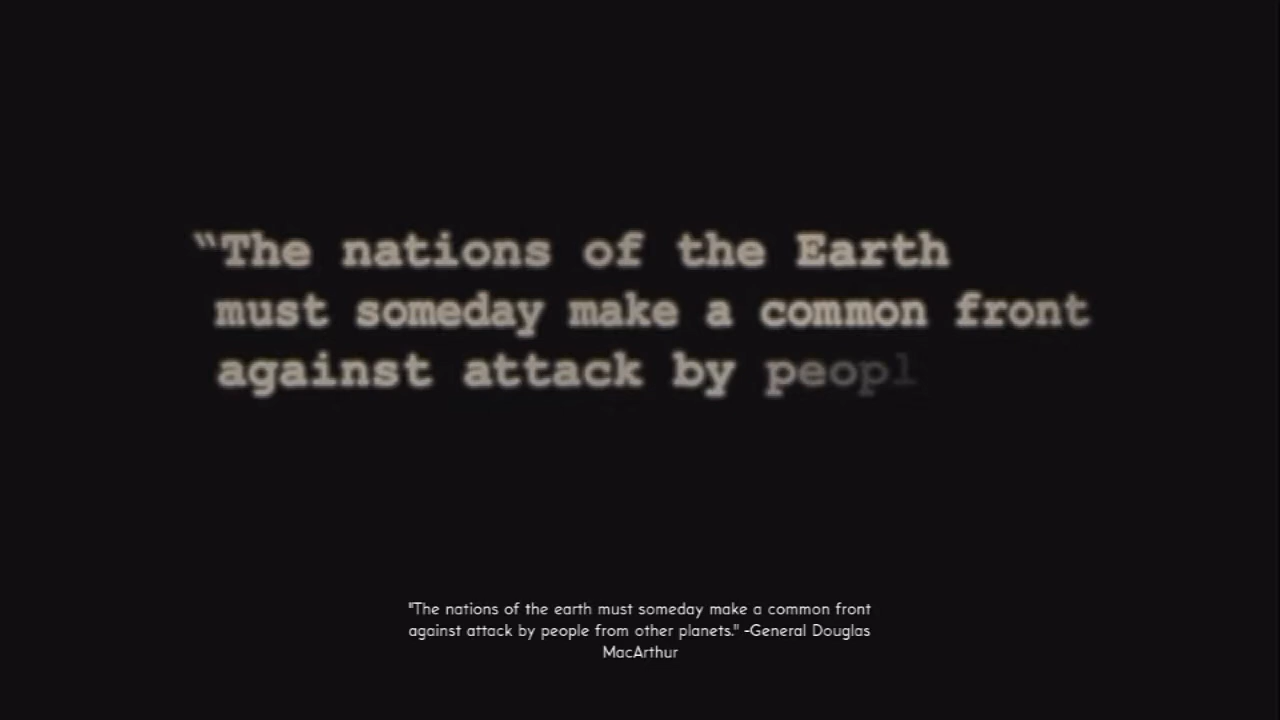 “The nations of the Earth
must someday make a common front
against attack by peopl
"The nations of the earth must someday make a common front
against attack by people from other planets." -General Douglas
MacArthur